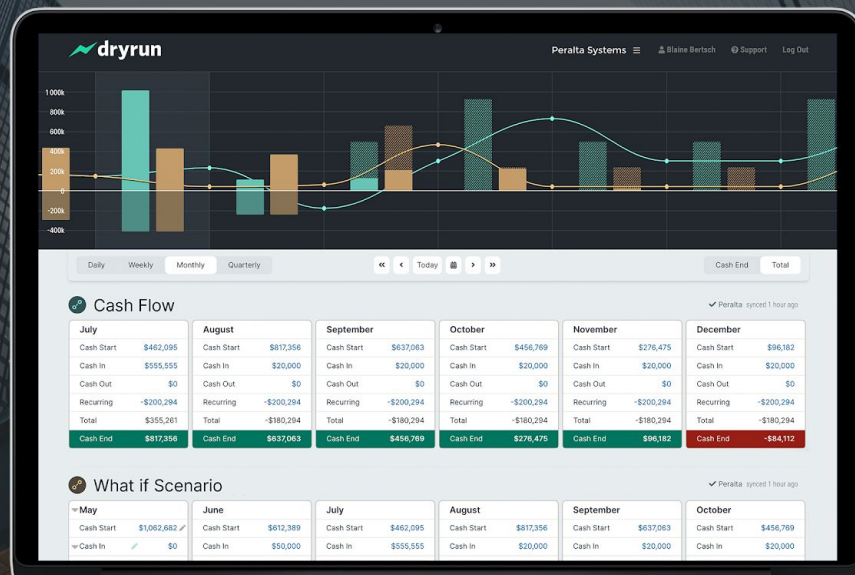 dryrun
Peralta Systems Blaine Bertsch Support Log Out
1000k
800k
600k
400k
200k
0
-200k
-400k
Daily Weekly Monthly Quarterly « ‹ Today › » Cash End Total
Cash Flow Peralta synced 1 hour ago
July August September October November December
Cash Start $462,095 Cash Start $817,356 Cash Start $637,063 Cash Start $456,769 Cash Start $276,475 Cash Start $96,182
Cash In $555,555 Cash In $20,000 Cash In $20,000 Cash In $20,000 Cash In $20,000 Cash In $20,000
Cash Out $0 Cash Out $0 Cash Out $0 Cash Out $0 Cash Out $0 Cash Out $0
Recurring -$200,294 Recurring -$200,294 Recurring -$200,294 Recurring -$200,294 Recurring -$200,294 Recurring -$200,294
Total $355,261 Total -$180,294 Total -$180,294 Total -$180,294 Total -$180,294 Total -$180,294
Cash End $817,356 Cash End $637,063 Cash End $456,769 Cash End $276,475 Cash End $96,182 Cash End -$84,112
What if Scenario Peralta synced 1 hour ago
May June July August September October
Cash Start $1,062,682 Cash Start $612,389 Cash Start $462,095 Cash Start $817,356 Cash Start $637,063 Cash Start $456,769
Cash In $0 Cash In $50,000 Cash In $555,555 Cash In $20,000 Cash In $20,000 Cash In $20,000